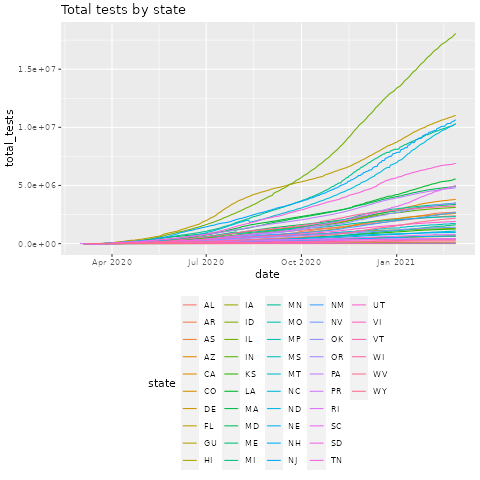 Total tests by state
total_tests
1.5e+07
1.0e+07
5.0e+06
0.0e+00
Apr 2020 Jul 2020 Oct 2020 Jan 2021
date
state
AL IA MN NM UT
AR ID MO NV VI
AS IL MP OK VT
AZ IN MS OR WI
CA KS MT PA WV
CO LA NC PR WY
DE MA ND RI
FL MD NE SC
GU ME NH SD
HI MI NJ TN